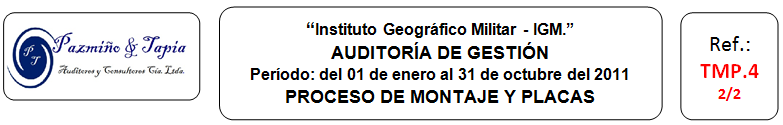 PT
Pazmiño & Tapia
Auditores y Consultores Cía. Ltda.
“Instituto Geográfico Militar - IGM.”
AUDITORÍA DE GESTIÓN
Período: del 01 de enero al 31 de octubre del 2011
PROCESO DE MONTAJE Y PLACAS
Ref.:
TMP.4
2/2